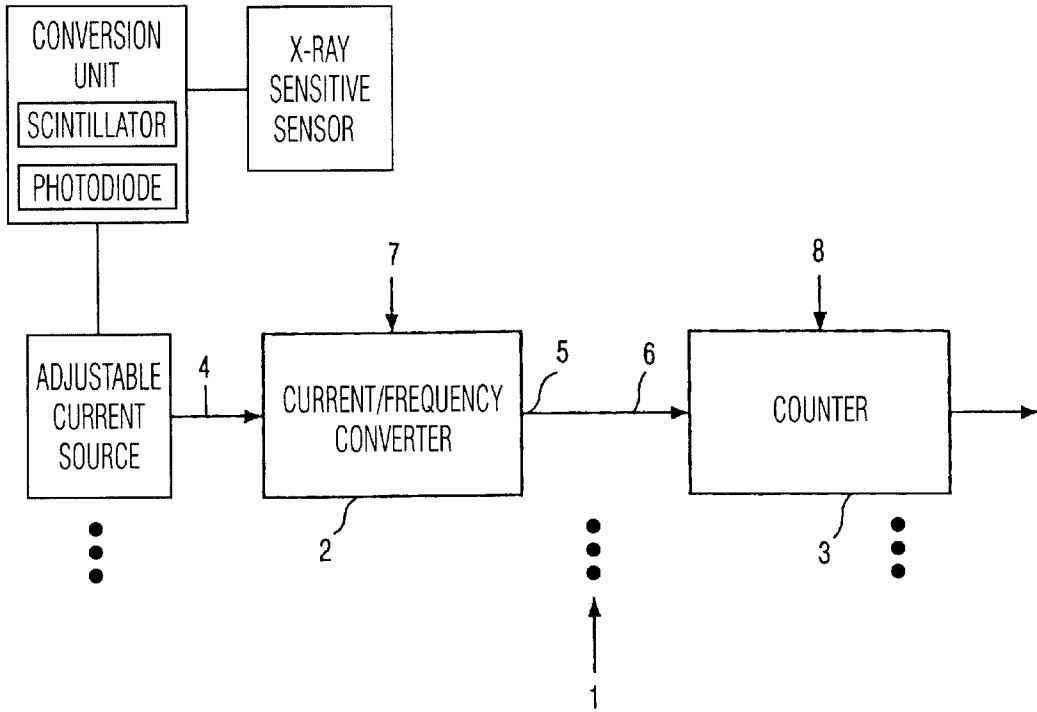 CONVERSION
UNIT
SCINTILLATOR
PHOTODIODE
X-RAY
SENSITIVE
SENSOR
7
8
ADJUSTABLE
CURRENT
SOURCE
4
CURRENT/FREQUENCY
CONVERTER
5
6
COUNTER
2
3
1